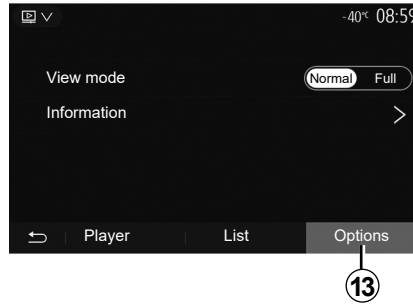 -40°C 08:59
View mode Normal Full
Information
Player List Options
13